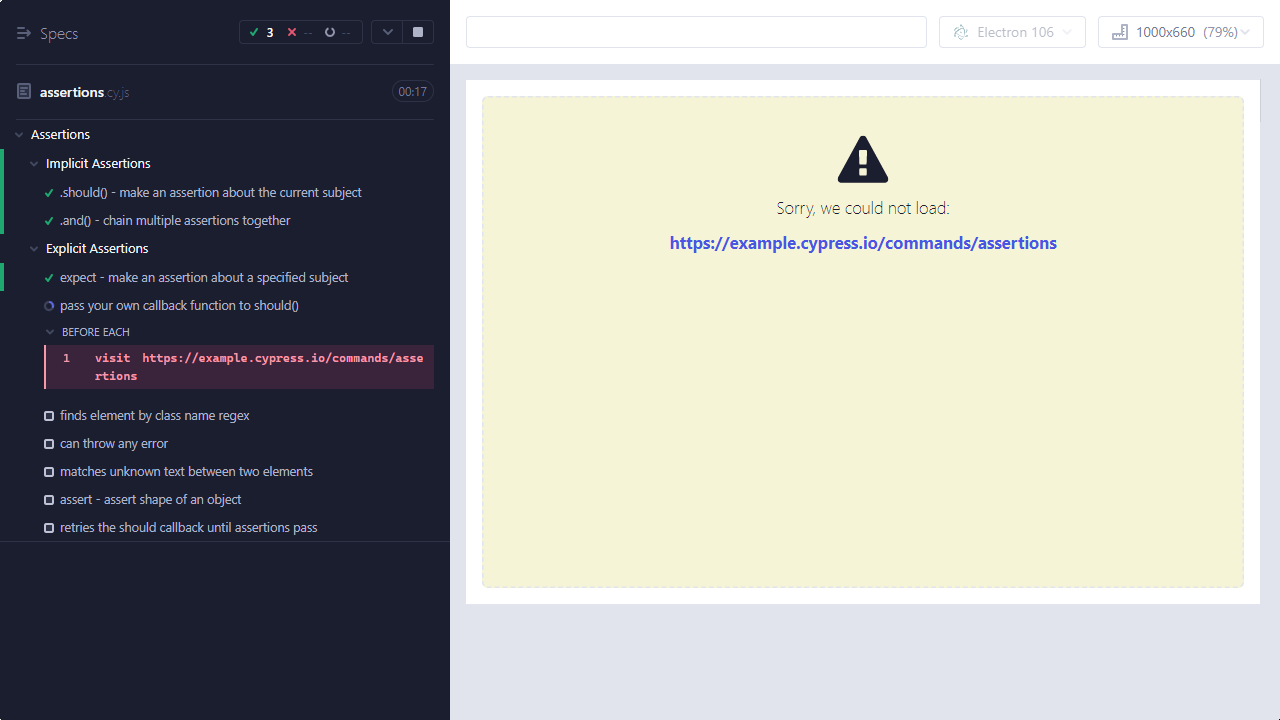 Specs
3 -- --
Electron 106
1000x660 (79%)
assertions.cy.js 00:17
Assertions
Implicit Assertions
.should() - make an assertion about the current subject
.and() - chain multiple assertions together
Explicit Assertions
expect - make an assertion about a specified subject
pass your own callback function to should()
BEFORE EACH
1 visit https://example.cypress.io/commands/asse
rtions
finds element by class name regex
can throw any error
matches unknown text between two elements
assert - assert shape of an object
retries the should callback until assertions pass
Sorry, we could not load:
https://example.cypress.io/commands/assertions